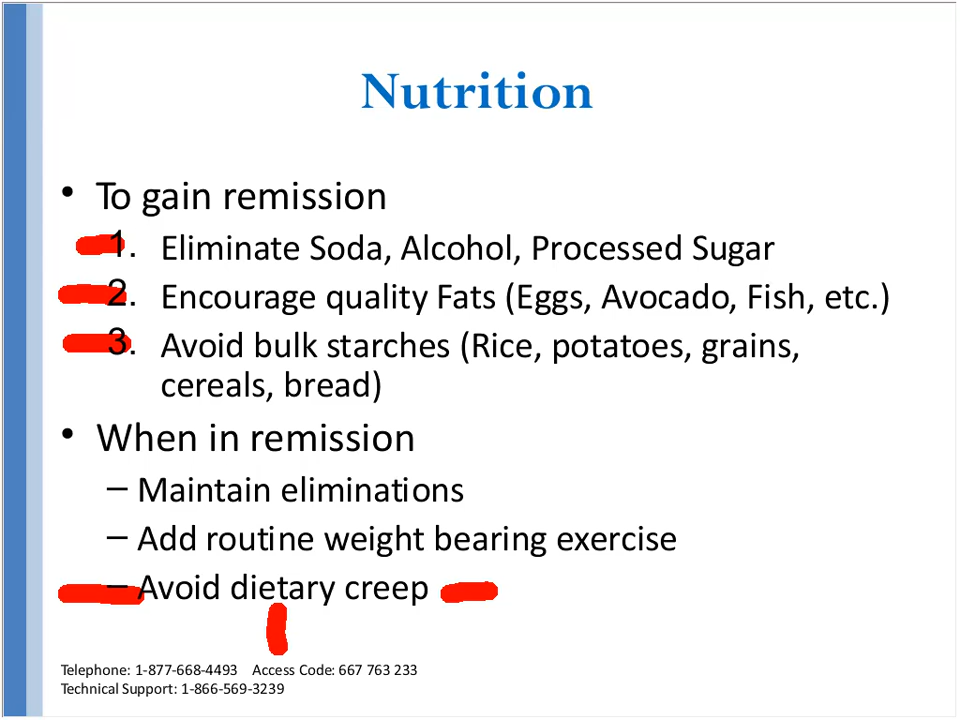 Nutrition
• To gain remission
1. Eliminate Soda, Alcohol, Processed Sugar
2. Encourage quality Fats (Eggs, Avocado, Fish, etc.)
3. Avoid bulk starches (Rice, potatoes, grains,
cereals, bread)
• When in remission
– Maintain eliminations
– Add routine weight bearing exercise
– Avoid dietary creep
Telephone: 1-877-668-4493 Access Code: 667 763 233
Technical Support: 1-866-569-3239